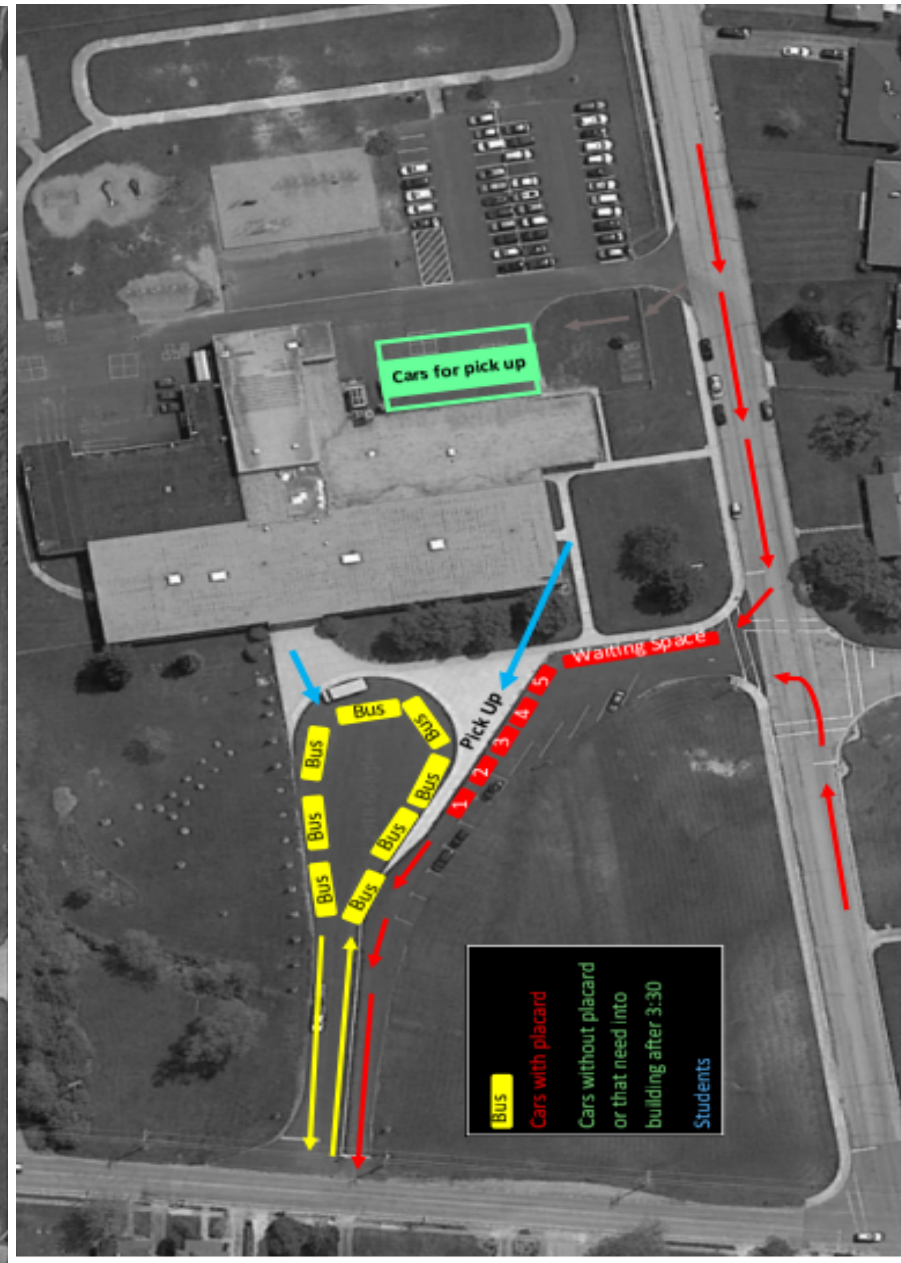 Cars for pick up
Waiting Space
Pick Up
5
4
3
2
1
Bus
Bus
Bus
Bus
Bus
Bus
Bus
Bus
Bus
Cars with placard
Cars without placard
or that need into
building after 3:30
Students